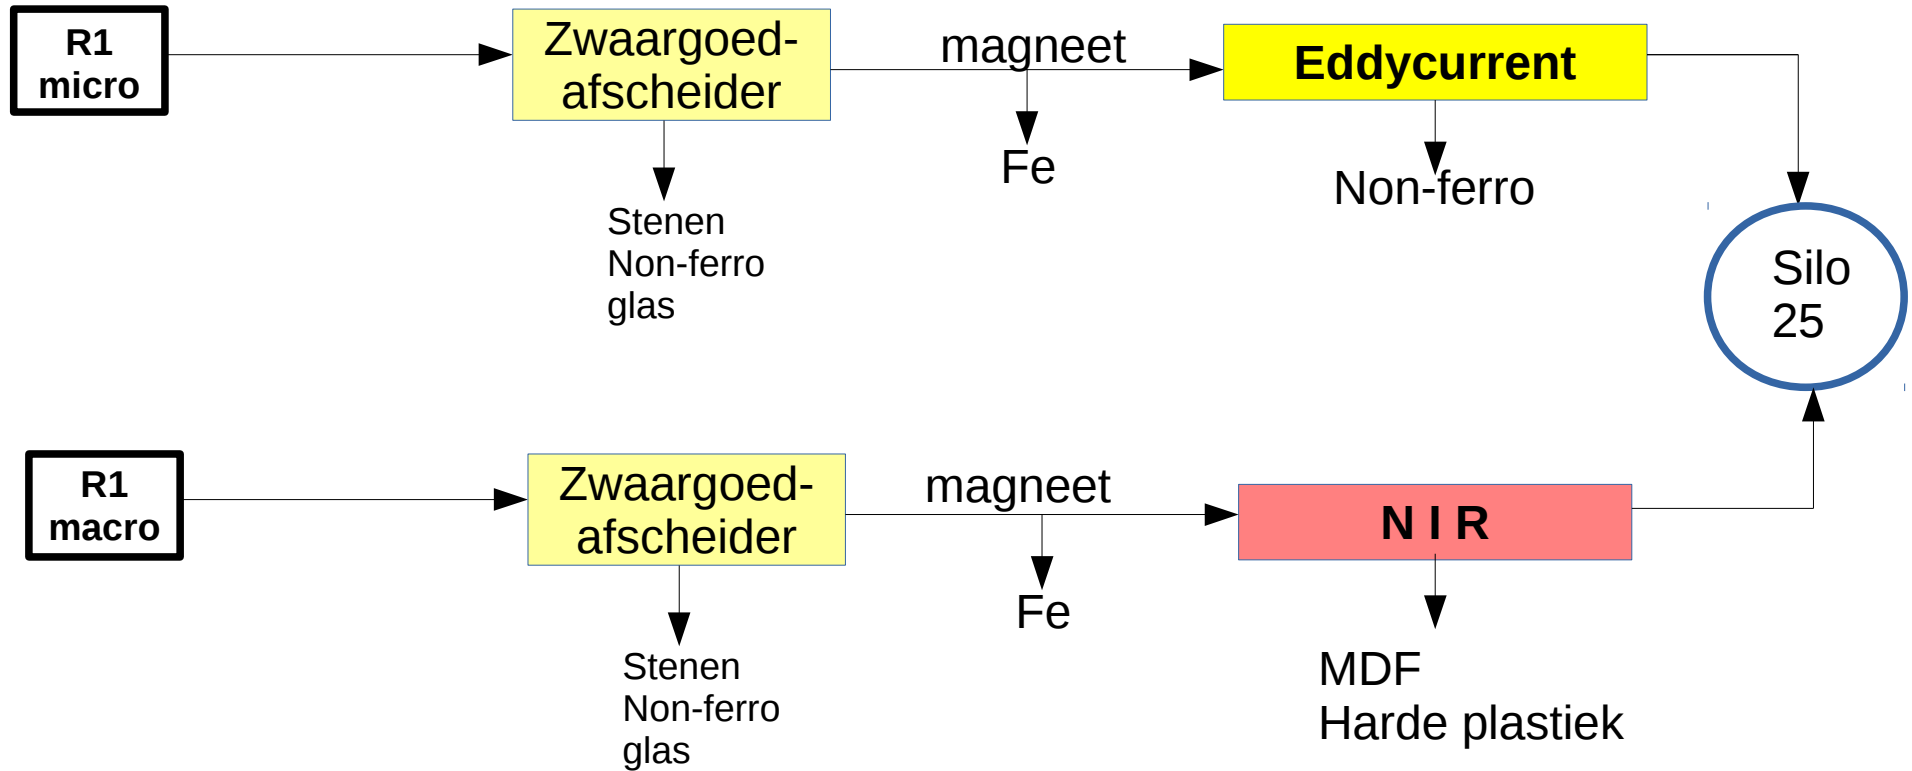 R1
micro
Zwaargoed-
afscheider
magneet
Eddycurrent
Fe
Non-ferro
Stenen
Non-ferro
glas
Silo
25
R1
macro
Zwaargoed-
afscheider
magneet
N I R
Fe
Stenen
Non-ferro
glas
MDF
Harde plastiek